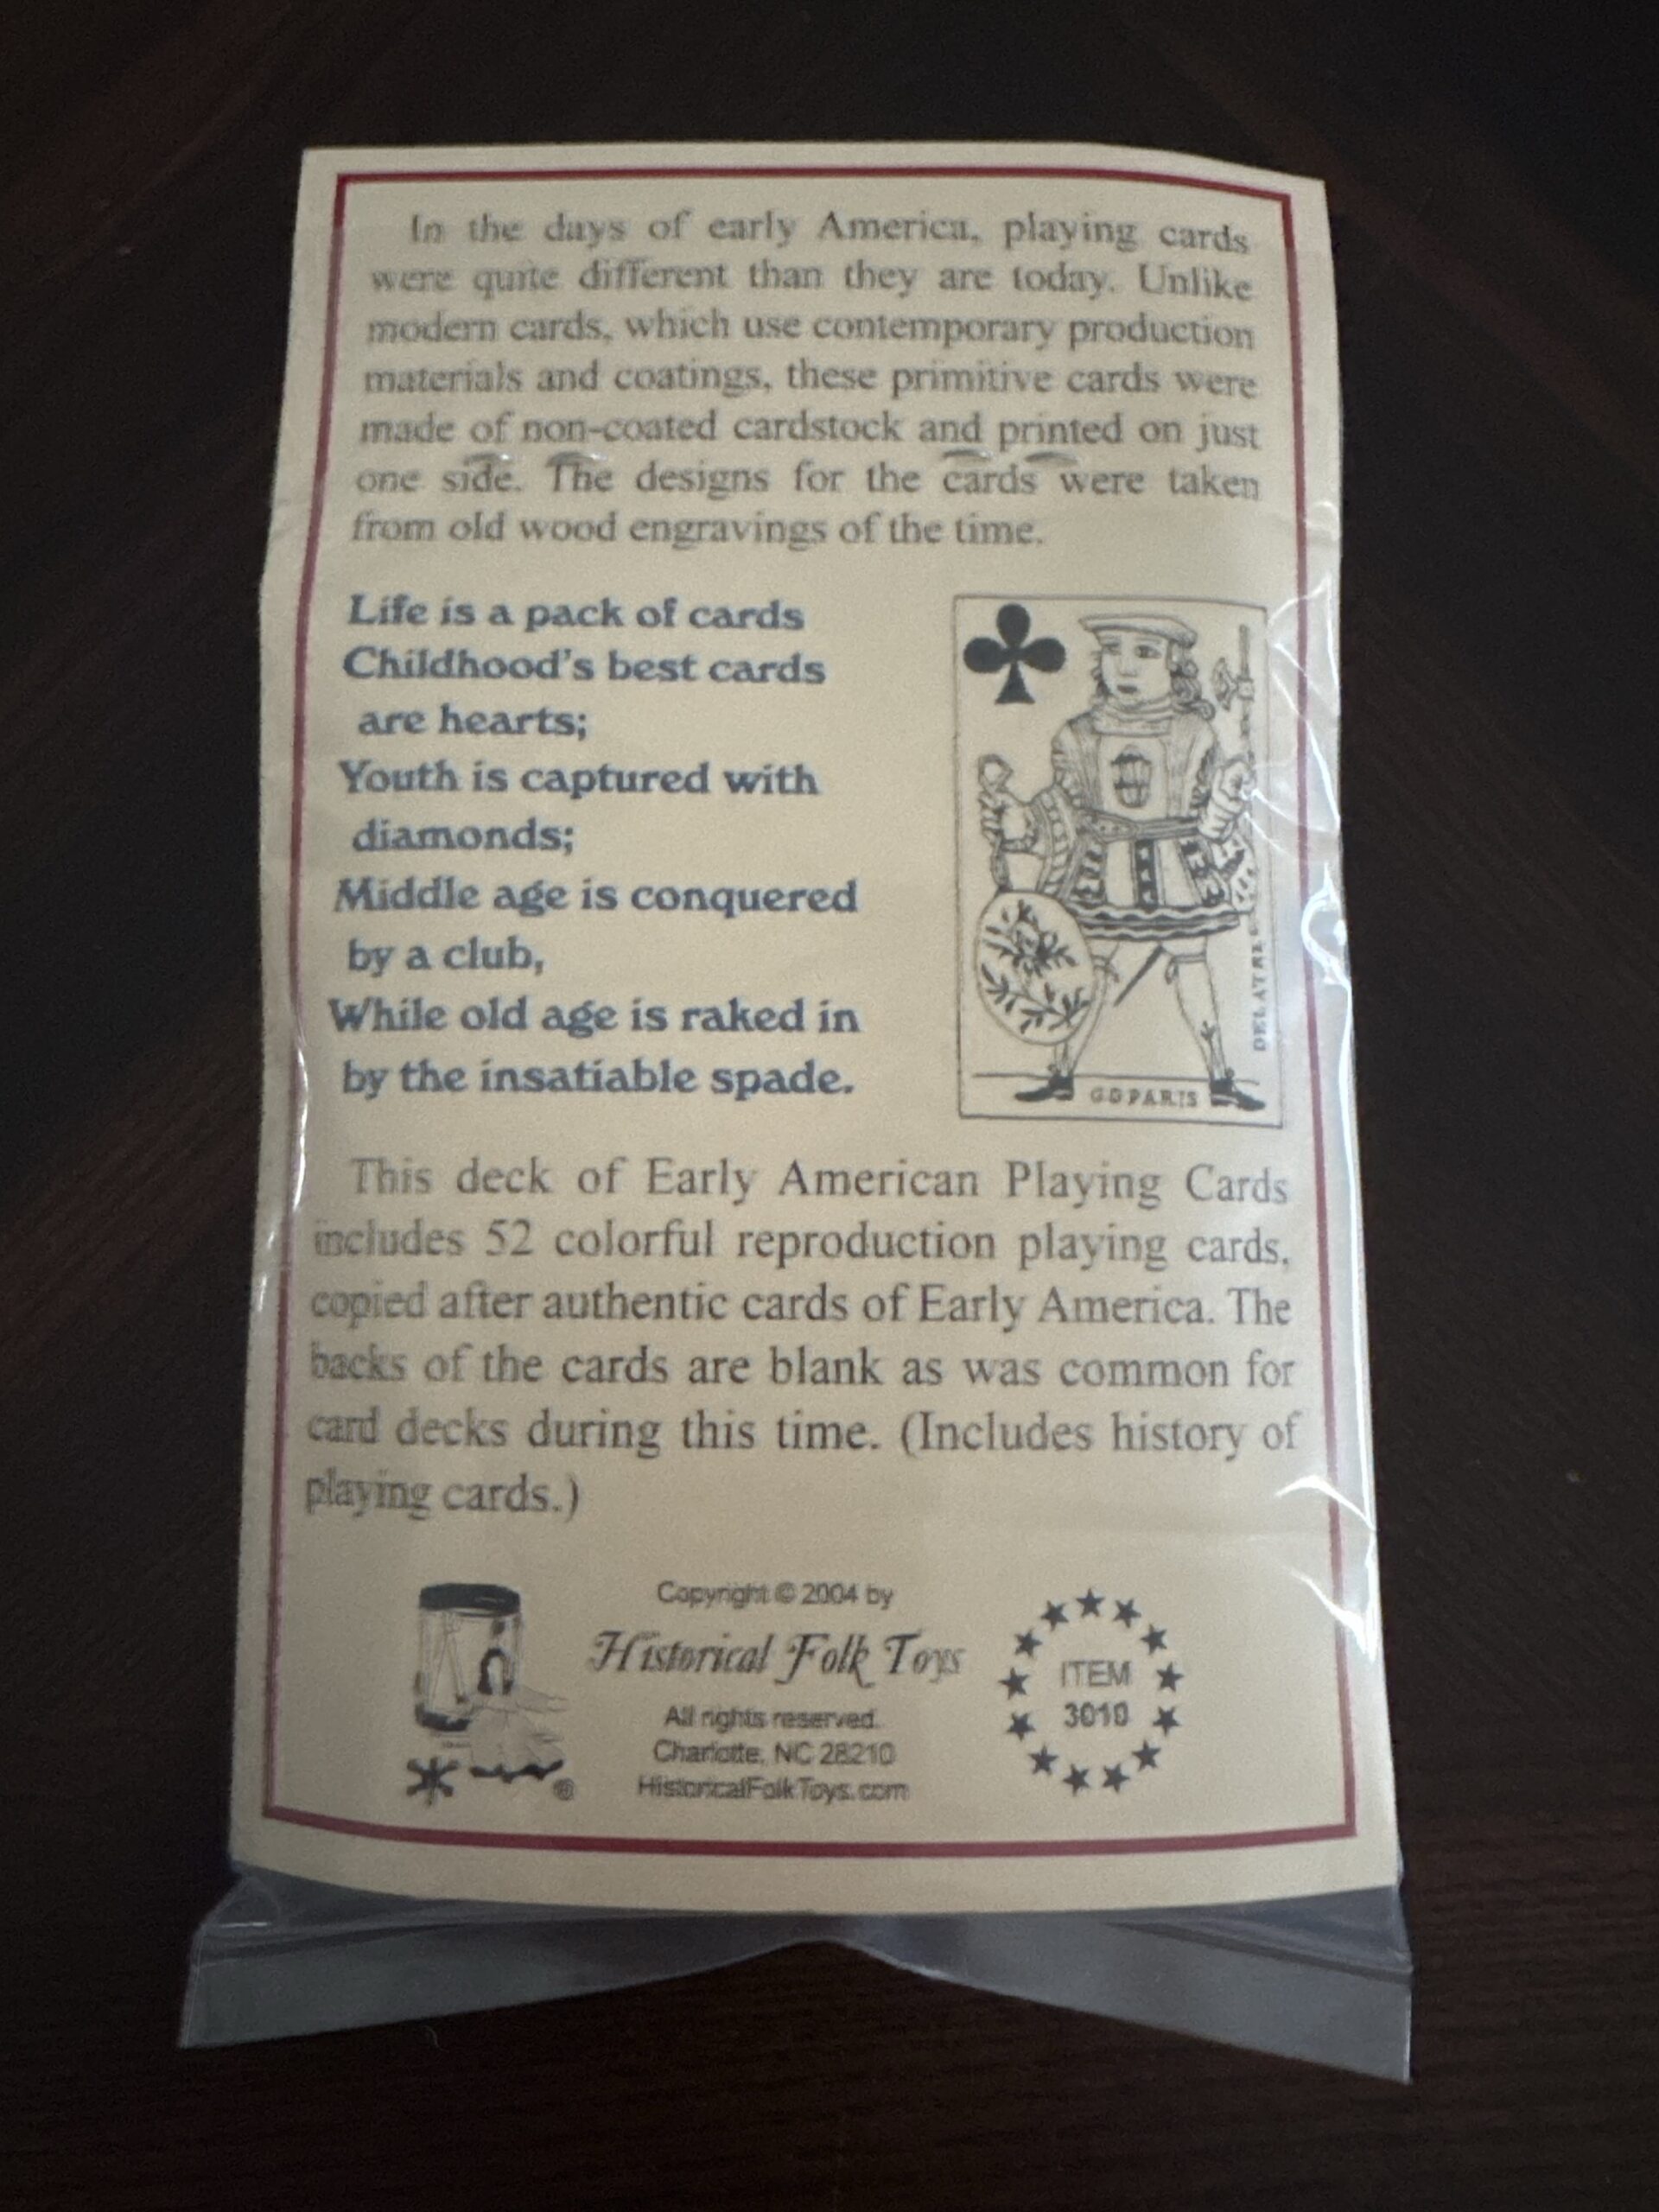 In the days of early America, playing cards
were quite different than they are today. Unlike
modern cards, which use contemporary production
materials and coatings, these primitive cards were
made of non-coated cardstock and printed on just
one side. The designs for the cards were taken
from old wood engravings of the time.
Life is a pack of cards
Childhood's best cards
are hearts;
Youth is captured with
diamonds;
Middle age is conquered
by a club,
While old age is raked in
by the insatiable spade.
GDPARIS
This deck of Early American Playing Cards
includes 52 colorful reproduction playing cards,
copied after authentic cards of Early America. The
backs of the cards are blank as was common for
card decks during this time. (Includes history of
playing cards.)
Copyright © 2004 by
Historical Folk Toys
All rights reserved.
Charlotte, NC 28210
HistoricalFolkToys.com
®
ITEM
3010